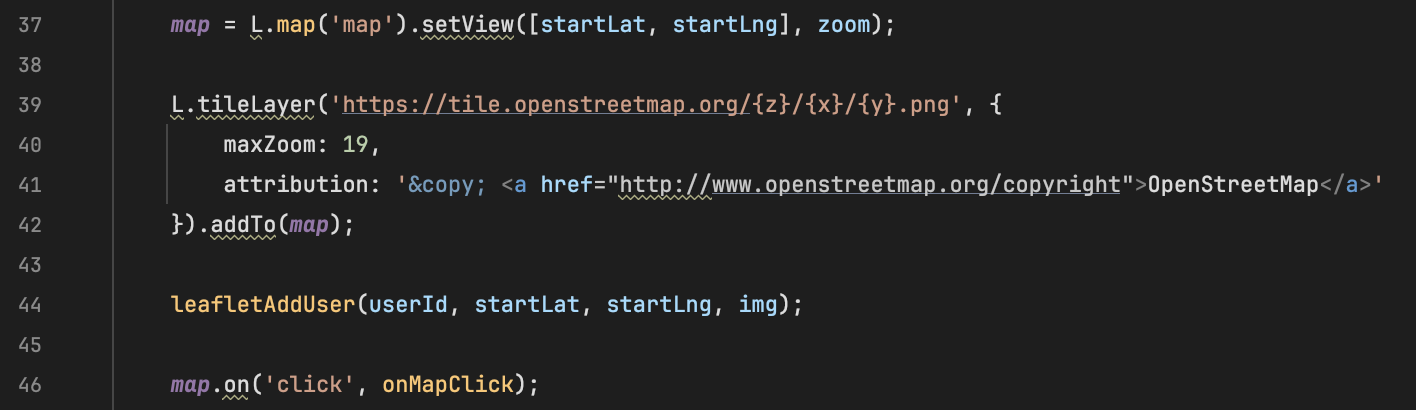 37 map = L.map('map').setView([startLat, startLng], zoom);
38
39 L.tileLayer('https://tile.openstreetmap.org/{z}/{x}/{y}.png', {
40 maxZoom: 19,
41 attribution: '&copy; <a href="http://www.openstreetmap.org/copyright">OpenStreetMap</a>'
42 }).addTo(map);
43
44 leafletAddUser(userId, startLat, startLng, img);
45
46 map.on('click', onMapClick);